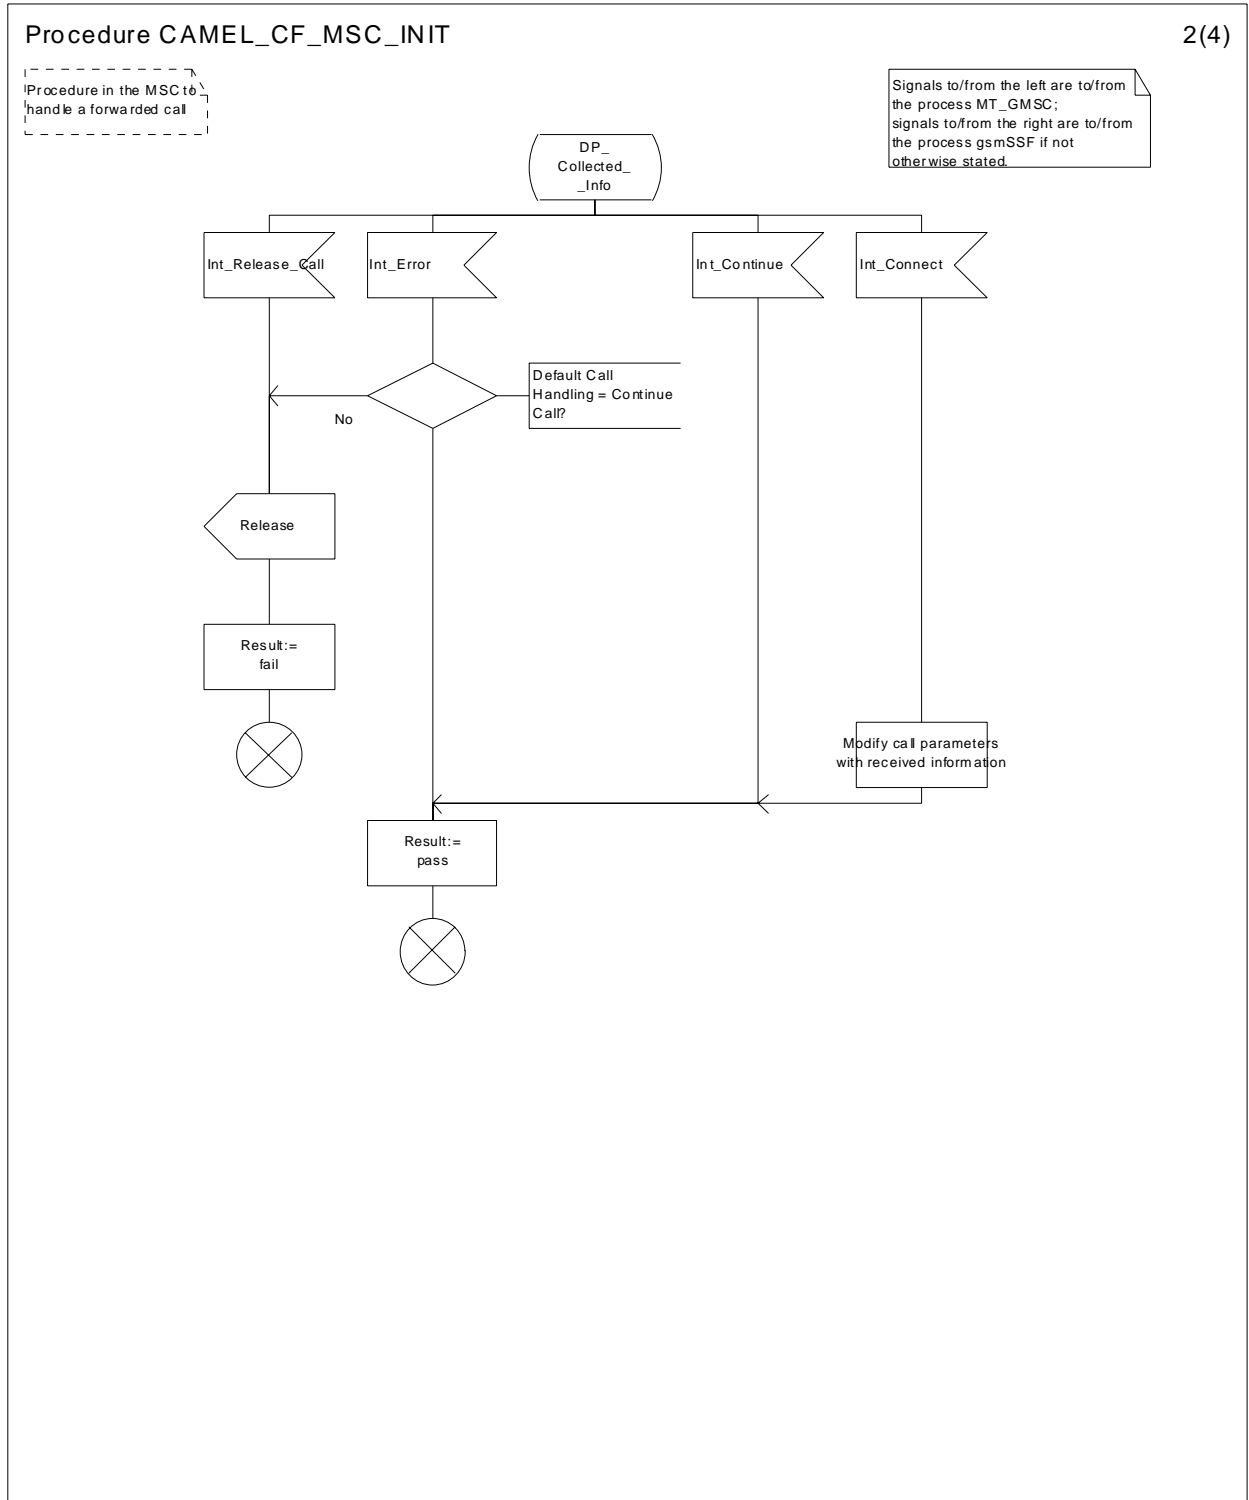 Procedure CAMEL_CF_MSC_INIT
2(4)
Procedure in the MSC to
handle a forwarded call
Signals to/from the left are to/from
the process MT_GMSC;
signals to/from the right are to/from
the process gsmSSF if not
otherwise stated.
DP_
Collected_
_Info
Int_Release_Call
Int_Error
Int_Continue
Int_Connect
Default Call
Handling = Continue
Call?
No
Release
Result:=
fail
Modify call parameters
with received information
Result:=
pass